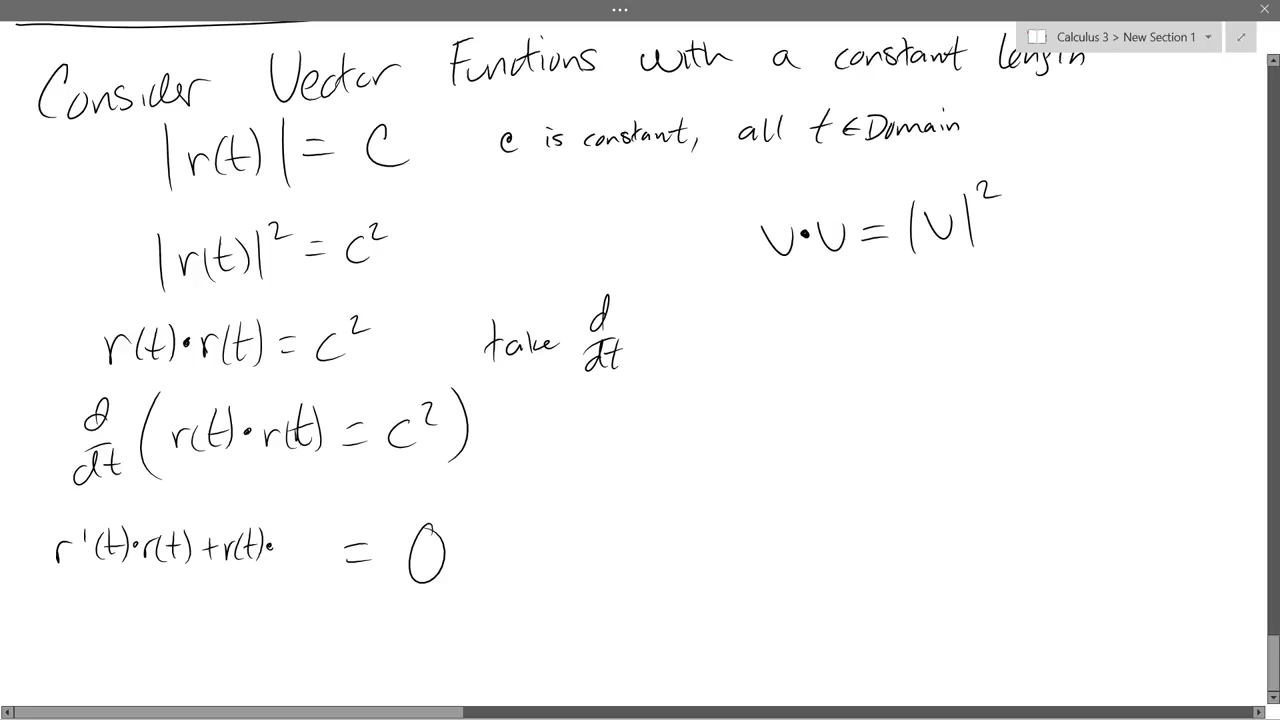 Calculus 3 > New Section 1
Consider Vector Functions with a constant length
|r(t)| = C c is constant, all t ∈ Domain
|r(t)|² = c² v·v = |v|²
r(t)·r(t) = c² take d/dt
d/dt (r(t)·r(t) = c²)
r'(t)·r(t) + r(t)· = 0